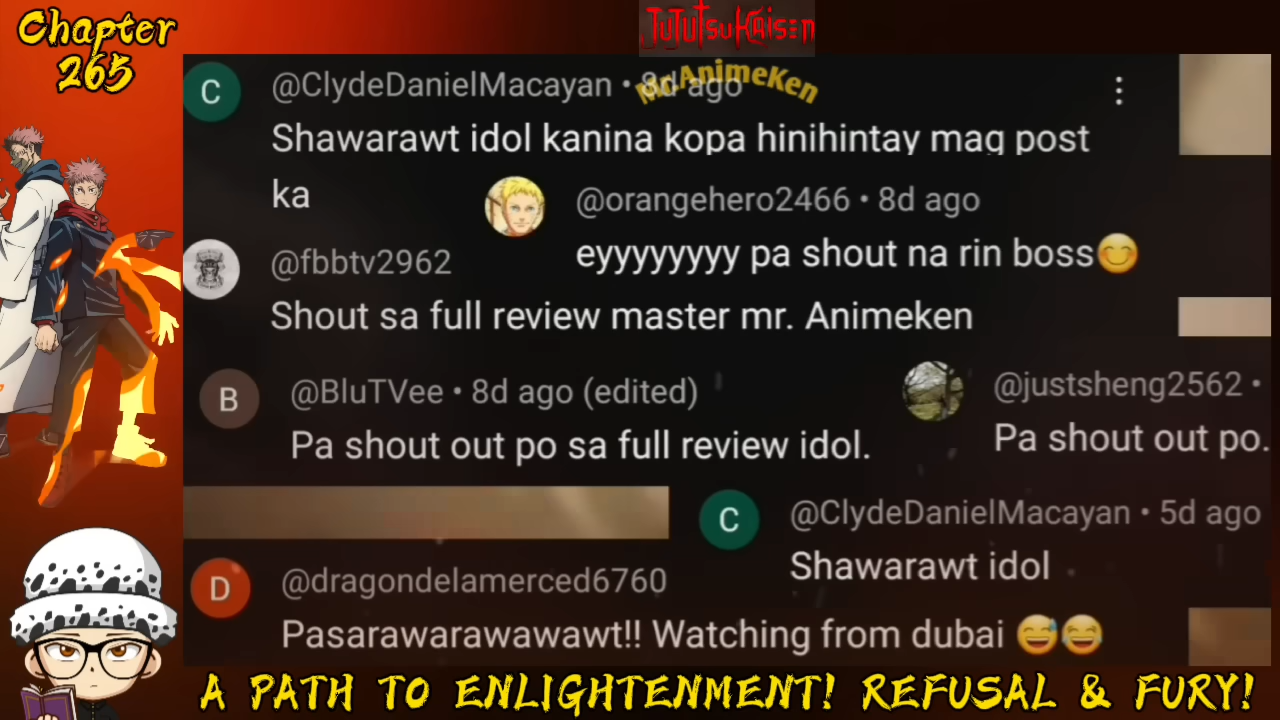 Chapter
265
JuJutsu Kaisen
Mr.AnimeKen
C
@ClydeDanielMacayan • 8d ago
Shawarawt idol kanina kopa hinihintay mag post
ka
@orangehero2466 • 8d ago
eyyyyyyyy pa shout na rin boss😊
@fbbtv2962
Shout sa full review master mr. Animeken
B
@BluTVee • 8d ago (edited)
Pa shout out po sa full review idol.
@justsheng2562 •
Pa shout out po.
C
@ClydeDanielMacayan • 5d ago
Shawarawt idol
D
@dragondelamerced6760
Pasarawarawawawt!! Watching from dubai 😅😂
A PATH TO ENLIGHTENMENT! REFUSAL & FURY!